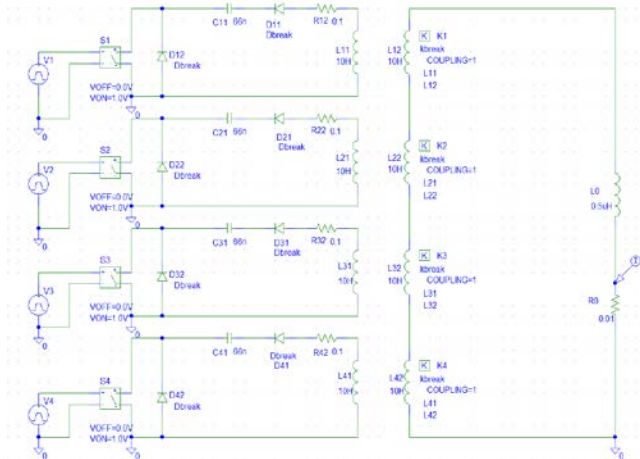 C11 66n
D11
Dbreak
R12 0.1
S1
V1
D12
Dbreak
L11
10H
L12
10H
K K1
kbreak
COUPLING=1
L11
L12
VOFF=0.0V
VON=1.0V
0
0
C21 66n
D21
Dbreak
R22 0.1
S2
V2
D22
Dbreak
L21
10H
L22
10H
K K2
kbreak
COUPLING=1
L21
L22
VOFF=0.0V
VON=1.0V
0
0
L0
0.5uH
C31 66n
D31
Dbreak
R32 0.1
S3
V3
D32
Dbreak
L31
10H
L32
10H
K K3
kbreak
COUPLING=1
L31
L32
VOFF=0.0V
VON=1.0V
0
0
I
R0
0.01
C41 66n
Dbreak
D41
R42 0.1
S4
V4
D42
Dbreak
L41
10H
L42
10H
K K4
kbreak
COUPLING=1
L41
L42
VOFF=0.0V
VON=1.0V
0
0
0